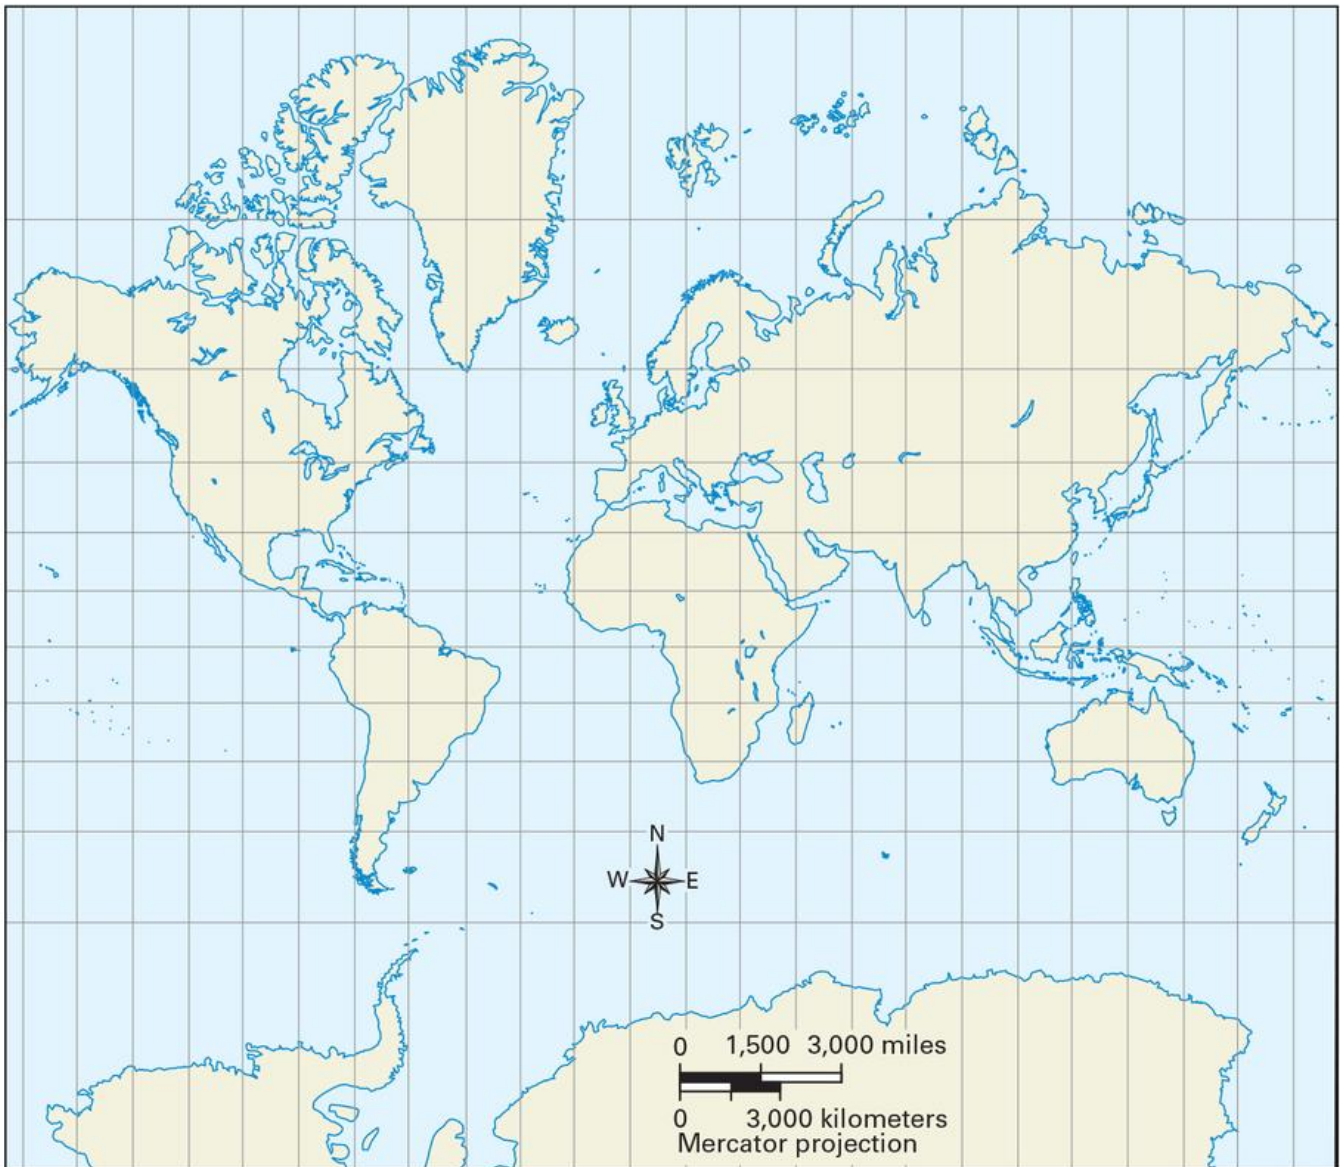 N
W E
S
0 1,500 3,000 miles
0 3,000 kilometers
Mercator projection